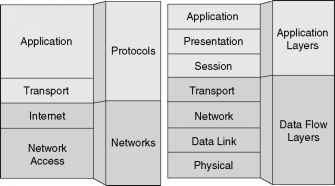 Application
Transport
Internet
Network
Access
Protocols
Networks
Application
Presentation
Session
Transport
Network
Data Link
Physical
Application
Layers
Data Flow
Layers